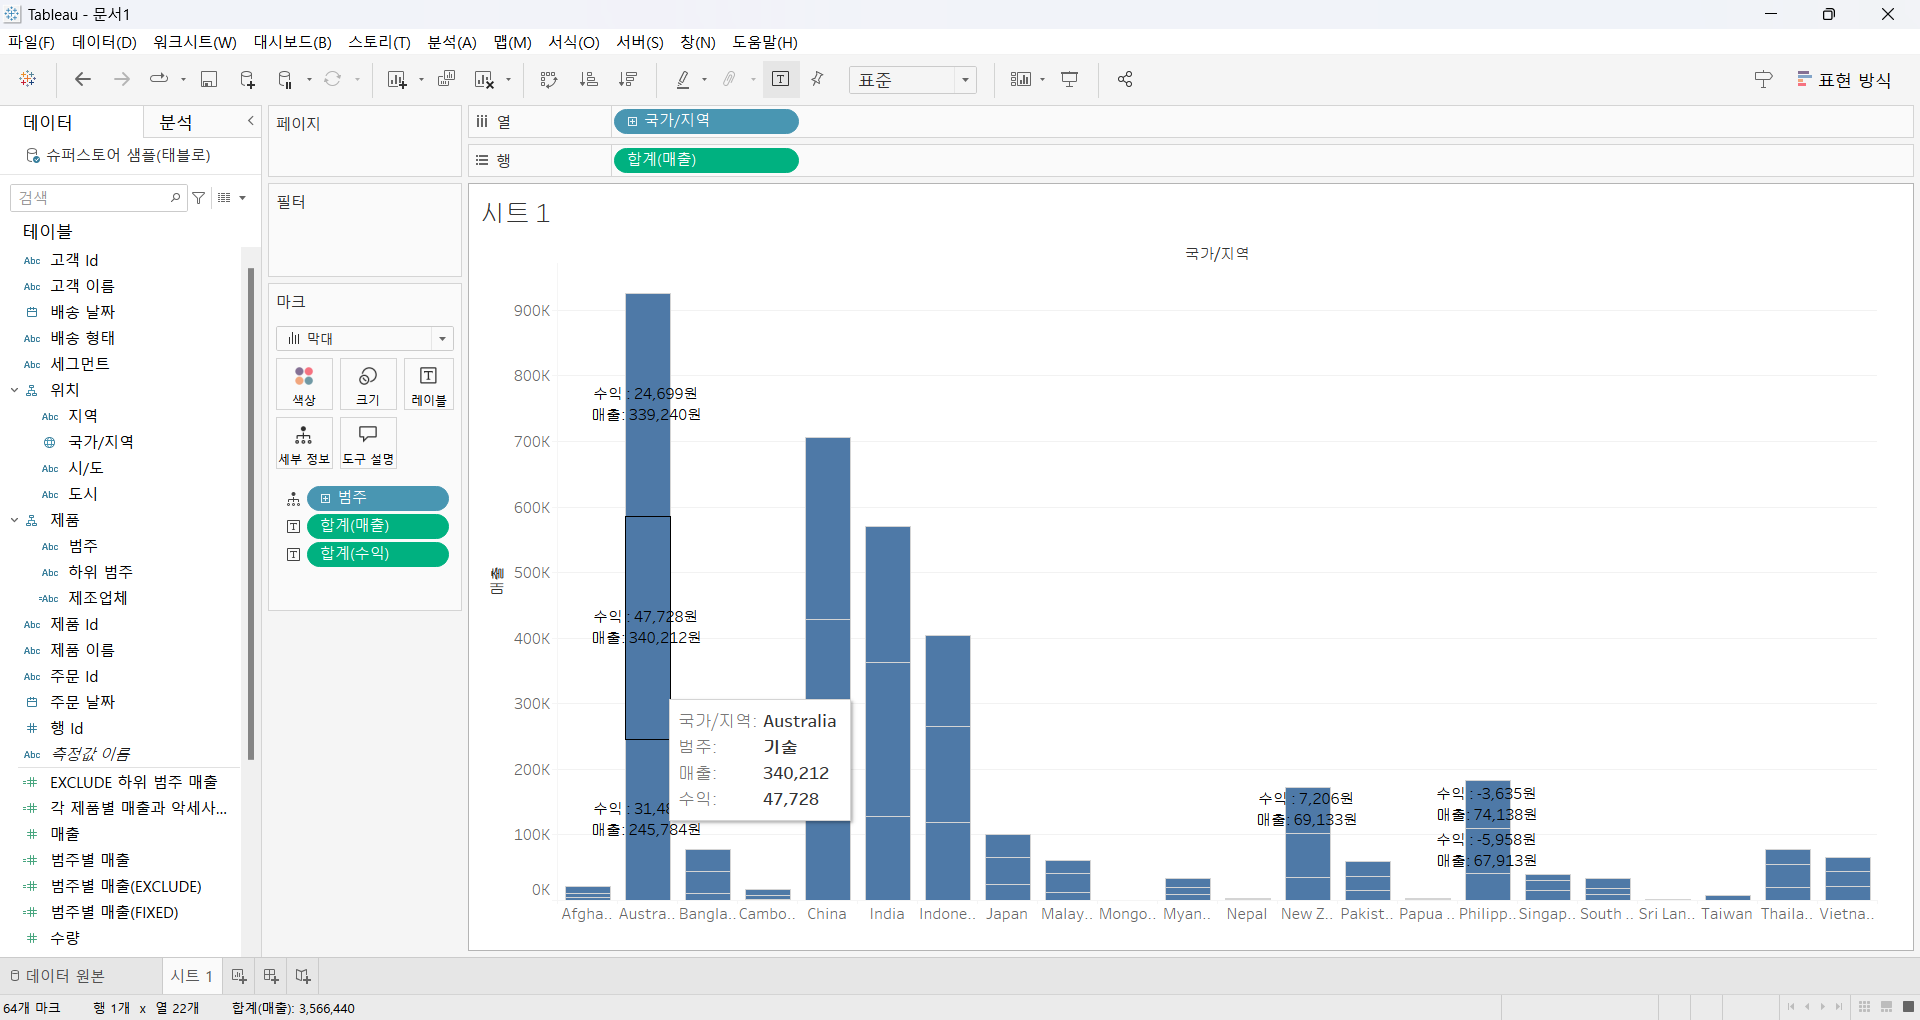 Tableau - 문서1
파일(F) 데이터(D) 워크시트(W) 대시보드(B) 스토리(T) 분석(A) 맵(M) 서식(O) 서버(S) 창(N) 도움말(H)
표준
표현 방식
데이터 분석
슈퍼스토어 샘플(태블로)
검색
테이블
Abc 고객 Id
Abc 고객 이름
배송 날짜
Abc 배송 형태
Abc 세그먼트
위치
Abc 지역
국가/지역
Abc 시/도
Abc 도시
제품
Abc 범주
Abc 하위 범주
=Abc 제조업체
Abc 제품 Id
Abc 제품 이름
Abc 주문 Id
주문 날짜
# 행 Id
Abc 측정값 이름
=# EXCLUDE 하위 범주 매출
=# 각 제품별 매출과 악세사...
# 매출
=# 범주별 매출
=# 범주별 매출(EXCLUDE)
=# 범주별 매출(FIXED)
# 수량
페이지
필터
마크
막대
색상 크기 레이블
세부 정보 도구 설명
범주
합계(매출)
합계(수익)
열 국가/지역
행 합계(매출)
시트 1
국가/지역
900K
800K
700K
600K
500K
400K
300K
200K
100K
0K
수익 : 24,699원
매출: 339,240원
수익 : 47,728원
매출: 340,212원
수익 : 31,48
매출: 245,784원
국가/지역: Australia
범주: 기술
매출: 340,212
수익: 47,728
수익 : 7,206원
매출: 69,133원
수익 : -3,635원
매출: 74,138원
수익 : -5,958원
매출: 67,913원
Afgha.. Austra.. Bangla.. Cambo.. China India Indone.. Japan Malay.. Mongo.. Myan.. Nepal New Z.. Pakist.. Papua .. Philipp.. Singap.. South .. Sri Lan.. Taiwan Thaila.. Vietna..
데이터 원본 시트 1
64개 마크 행 1개 x 열 22개 합계(매출): 3,566,440